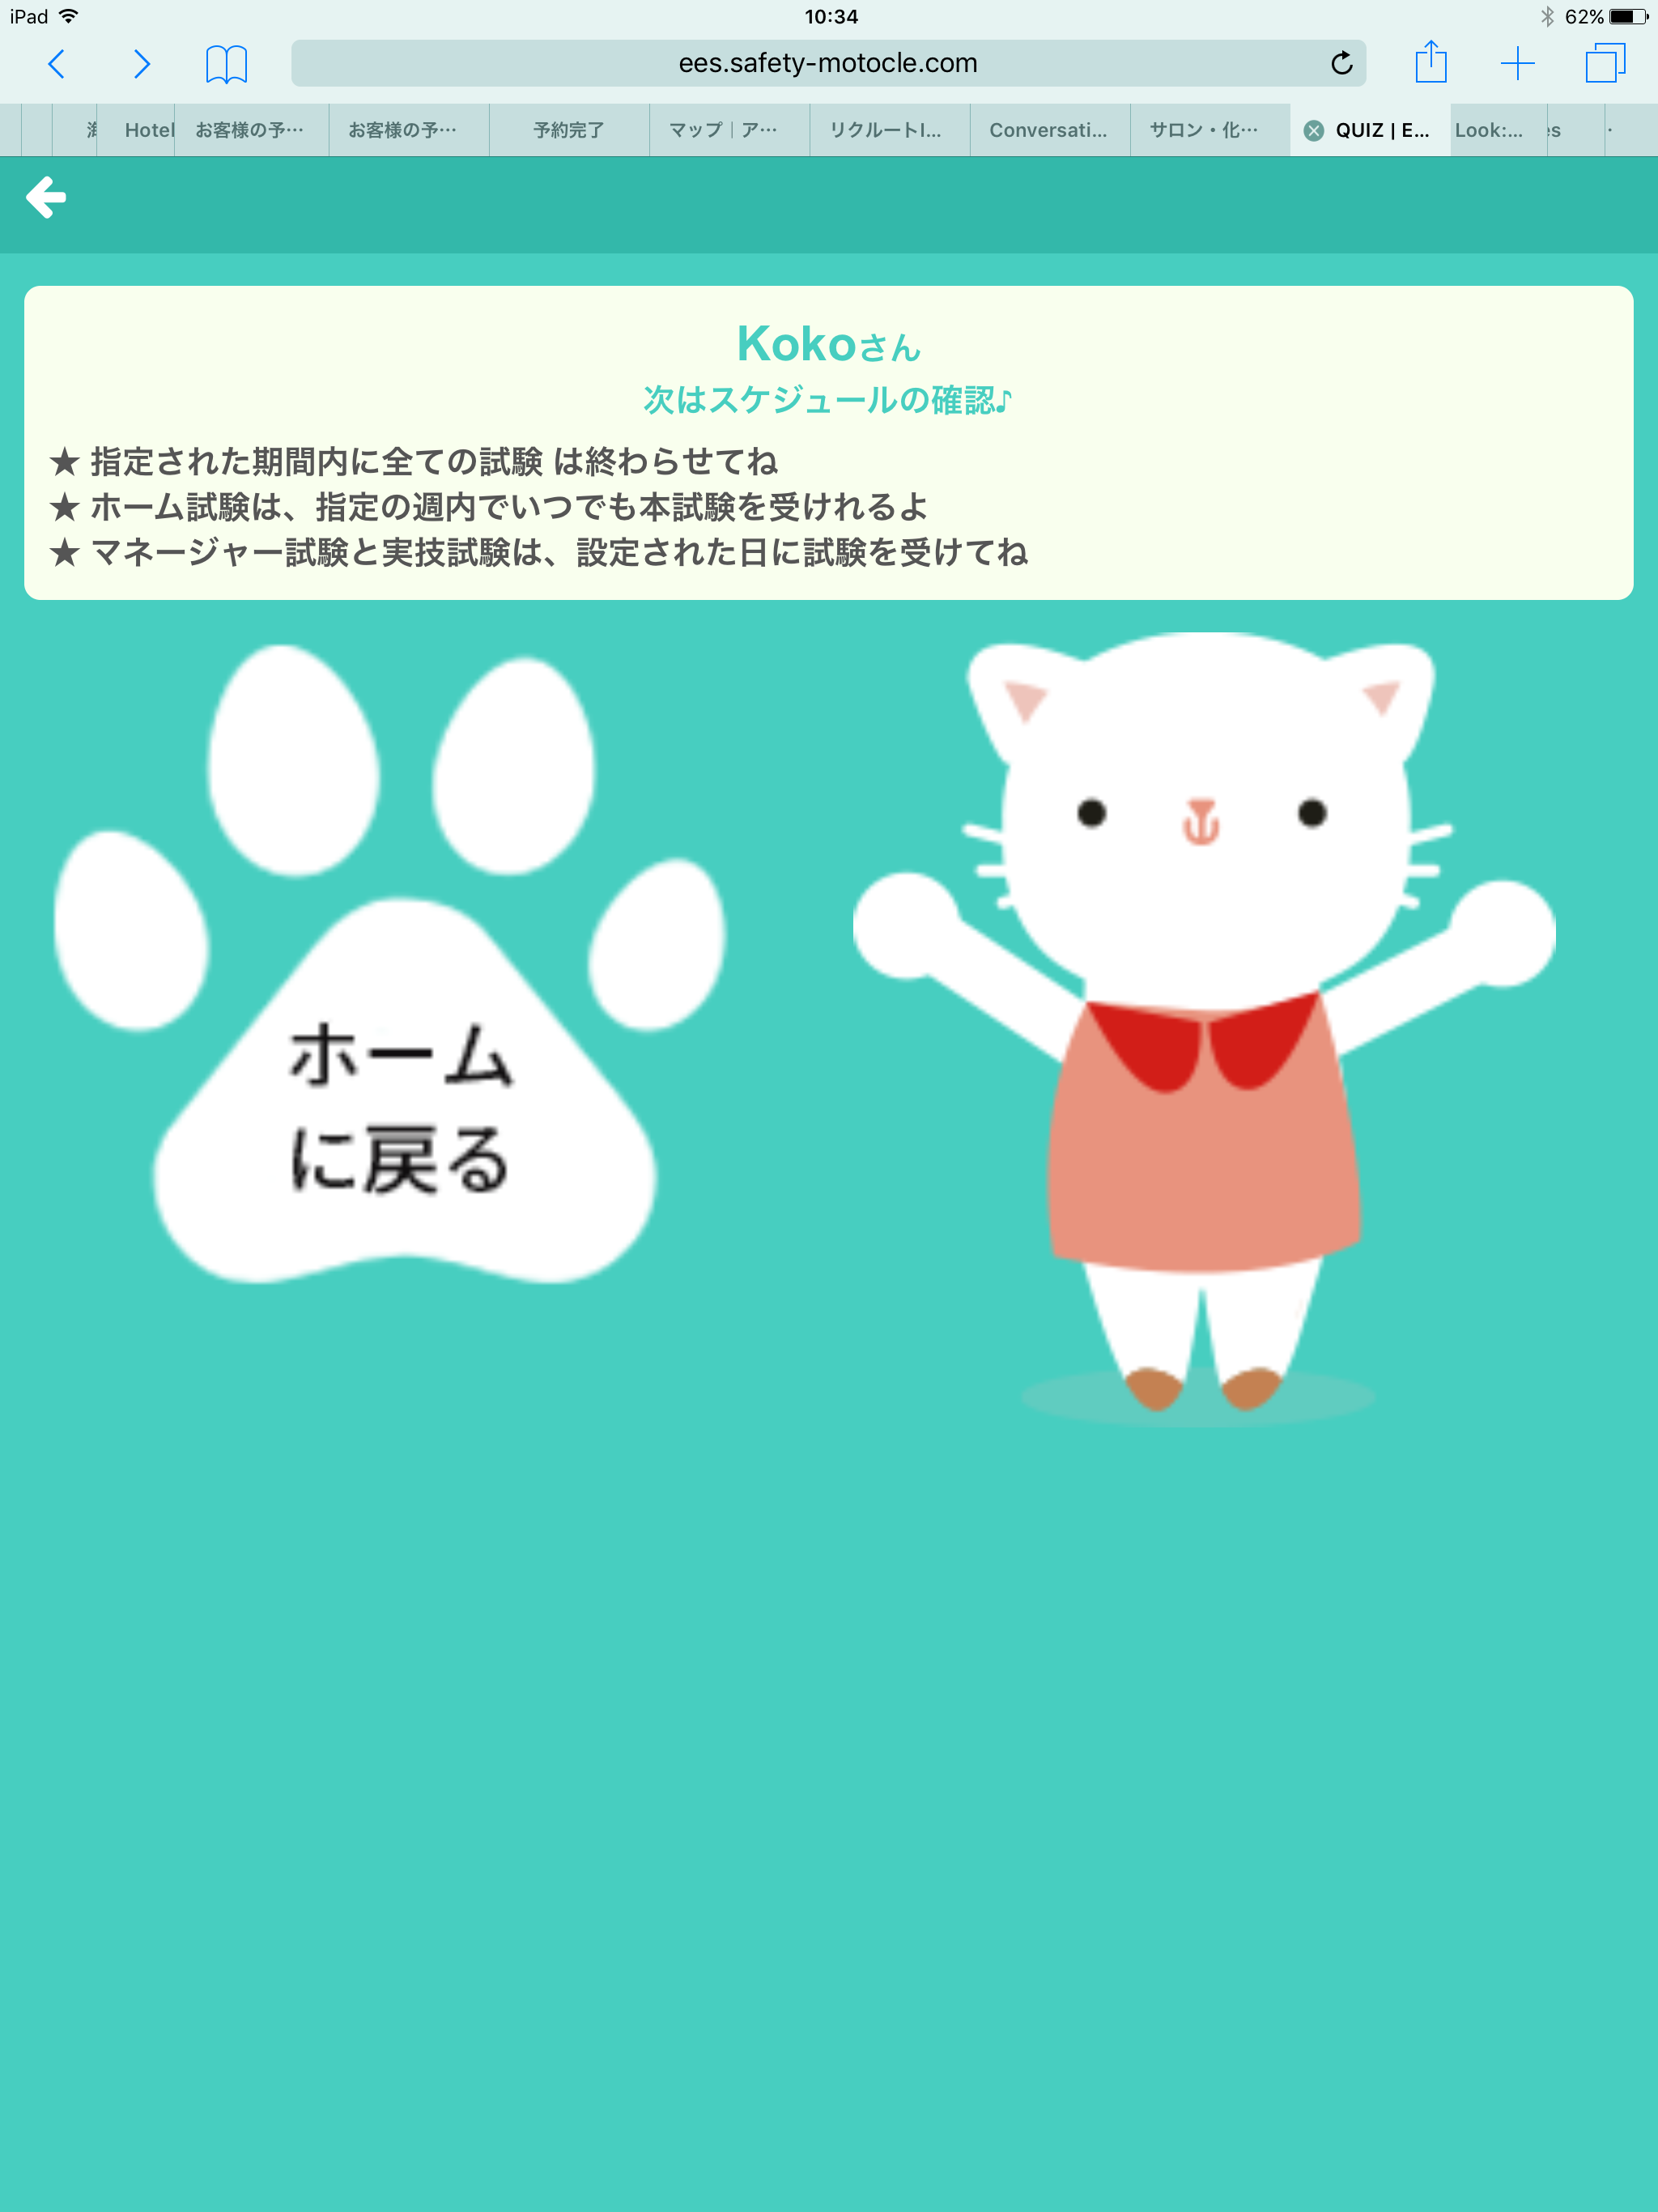 iPad 10:34 62%
ees.safety-motocle.com
Hotel お客様の予… お客様の予… 予約完了 マップ｜ア… リクルートI… Conversati... サロン・化… QUIZ | E... Look:...
Kokoさん
次はスケジュールの確認♪
★ 指定された期間内に全ての試験 は終わらせてね
★ ホーム試験は、指定の週内でいつでも本試験を受けれるよ
★ マネージャー試験と実技試験は、設定された日に試験を受けてね
ホーム
に戻る